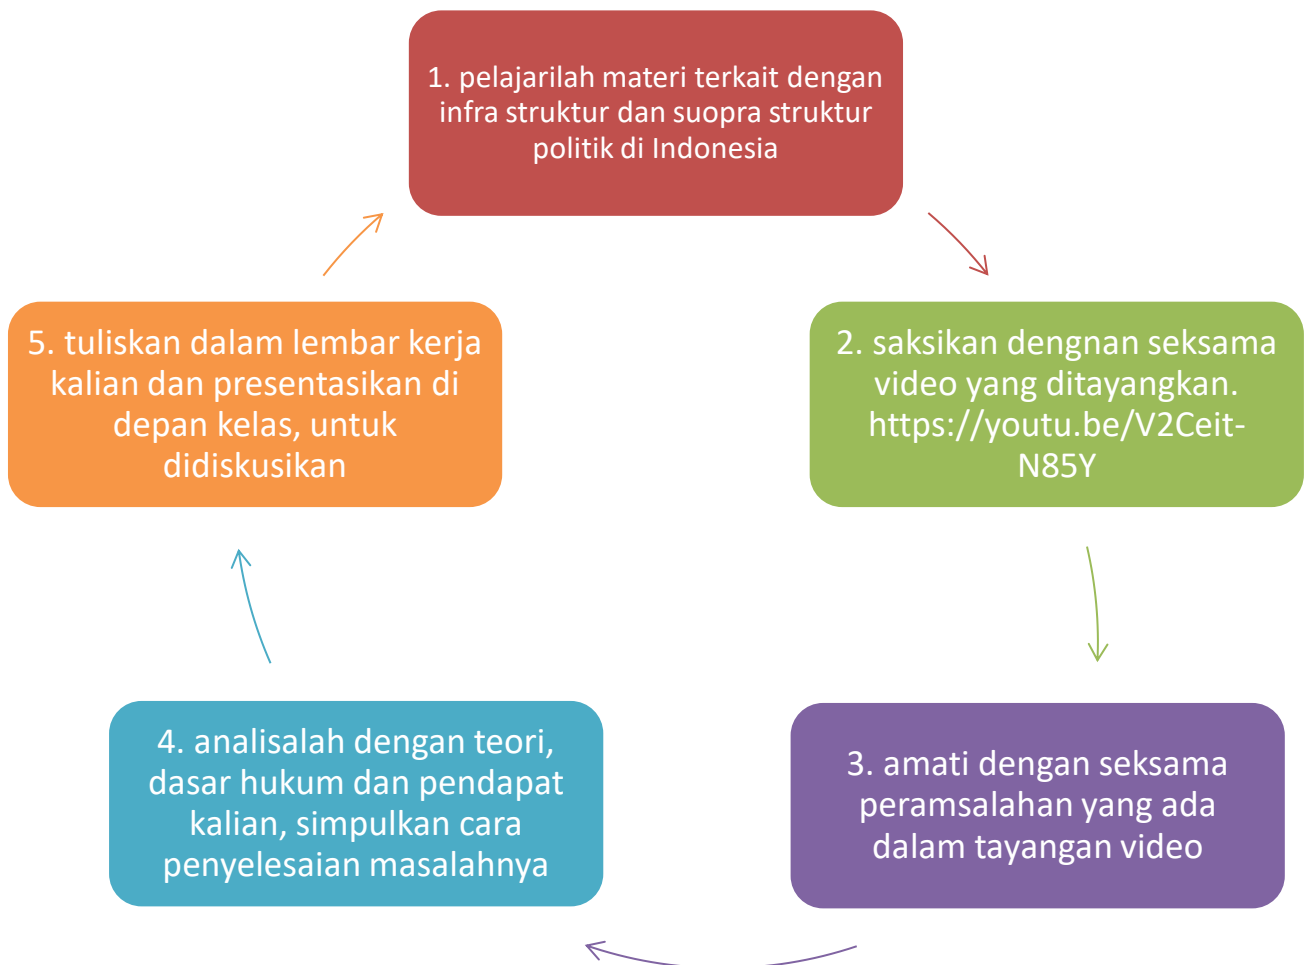 1. pelajarilah materi terkait dengan
infra struktur dan suopra struktur
politik di Indonesia
2. saksikan dengnan seksama
video yang ditayangkan.
https://youtu.be/V2Ceit-
N85Y
3. amati dengan seksama
peramsalahan yang ada
dalam tayangan video
4. analisalah dengan teori,
dasar hukum dan pendapat
kalian, simpulkan cara
penyelesaian masalahnya
5. tuliskan dalam lembar kerja
kalian dan presentasikan di
depan kelas, untuk
didiskusikan